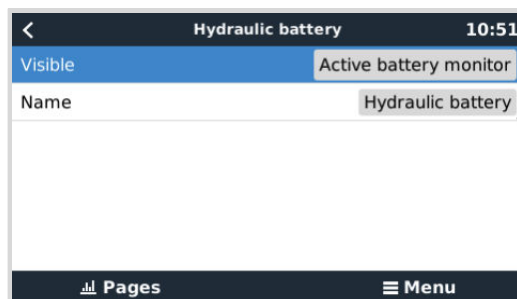 Hydraulic battery 10:51
Visible Active battery monitor
Name Hydraulic battery
Pages Menu